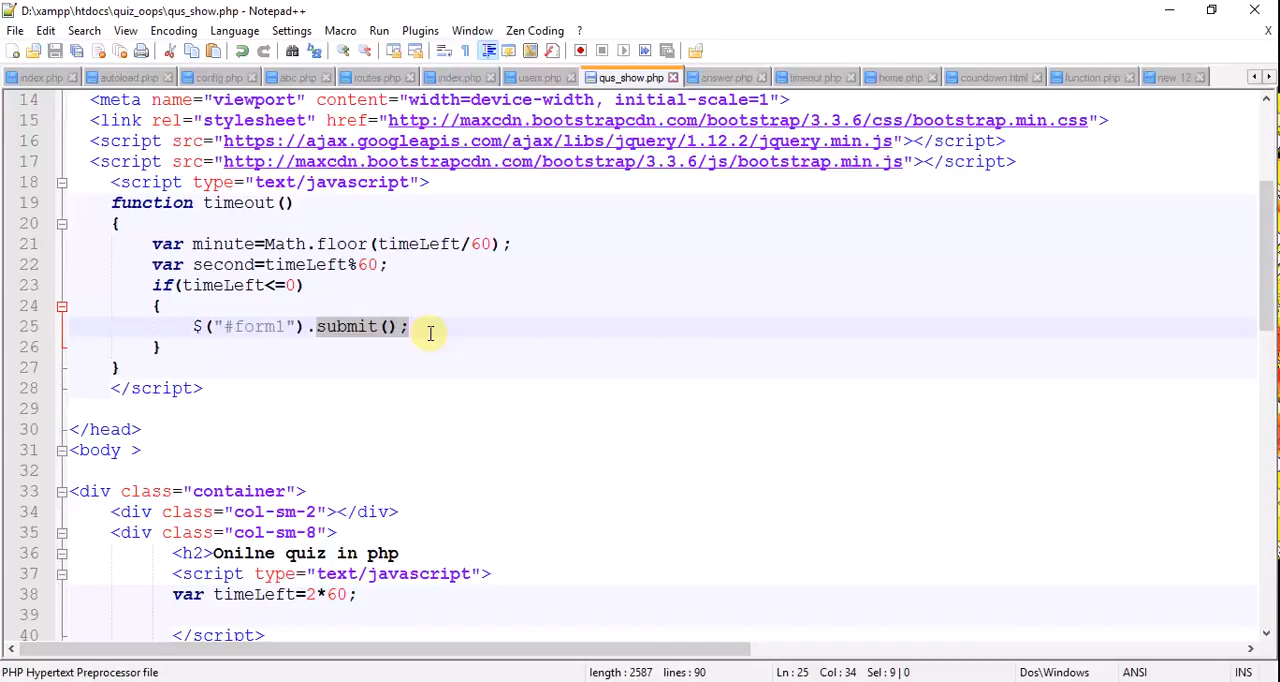 D:\xampp\htdocs\quiz_oops\qus_show.php - Notepad++
File Edit Search View Encoding Language Settings Macro Run Plugins Window Zen Coding ? X
index.php autoload.php config.php abc.php routes.php index.php users.php qus_show.php answer.php timeout.php home.php coundown.html function.php new 12
14 <meta name="viewport" content="width=device-width, initial-scale=1">
15 <link rel="stylesheet" href="http://maxcdn.bootstrapcdn.com/bootstrap/3.3.6/css/bootstrap.min.css">
16 <script src="https://ajax.googleapis.com/ajax/libs/jquery/1.12.2/jquery.min.js"></script>
17 <script src="http://maxcdn.bootstrapcdn.com/bootstrap/3.3.6/js/bootstrap.min.js"></script>
18 <script type="text/javascript">
19 function timeout()
20 {
21 var minute=Math.floor(timeLeft/60);
22 var second=timeLeft%60;
23 if(timeLeft<=0)
24 {
25 $("#form1").submit();
26 }
27 }
28 </script>
29
30 </head>
31 <body >
32
33 <div class="container">
34 <div class="col-sm-2"></div>
35 <div class="col-sm-8">
36 <h2>Onilne quiz in php
37 <script type="text/javascript">
38 var timeLeft=2*60;
39
40 </script>
PHP Hypertext Preprocessor file length : 2587 lines : 90 Ln : 25 Col : 34 Sel : 9 | 0 Dos\Windows ANSI INS